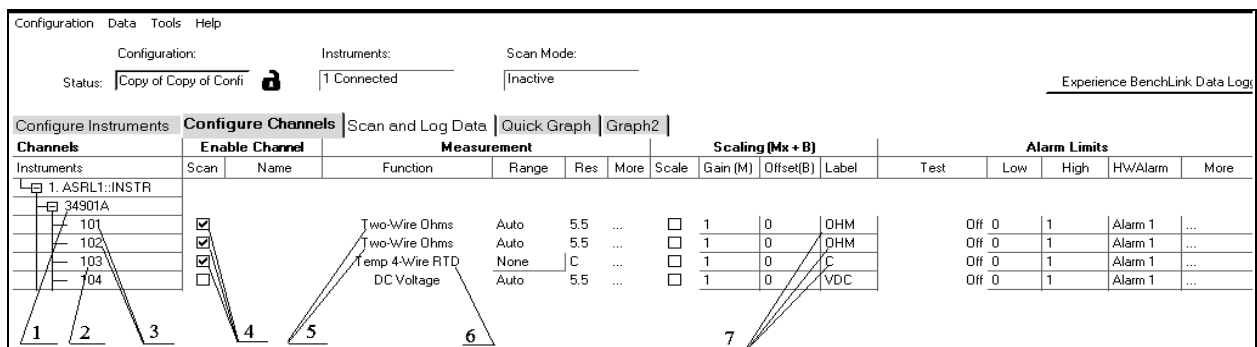 Configuration Data Tools Help
Configuration: Instruments: Scan Mode:
Status: Copy of Copy of Confi 1 Connected Inactive
Experience BenchLink Data Logg
Configure Instruments Configure Channels Scan and Log Data Quick Graph Graph2
Channels Enable Channel Measurement Scaling (Mx + B) Alarm Limits
Instruments Scan Name Function Range Res More Scale Gain (M) Offset(B) Label Test Low High HWAlarm More
1. ASRL1::INSTR
34901A
101 Two-Wire Ohms Auto 5.5 ... 1 0 OHM Off 0 1 Alarm 1 ...
102 Two-Wire Ohms Auto 5.5 ... 1 0 OHM Off 0 1 Alarm 1 ...
103 Temp 4-Wire RTD None C ... 1 0 C Off 0 1 Alarm 1 ...
104 DC Voltage Auto 5.5 ... 1 0 VDC Off 0 1 Alarm 1 ...
1 2 3 4 5 6 7